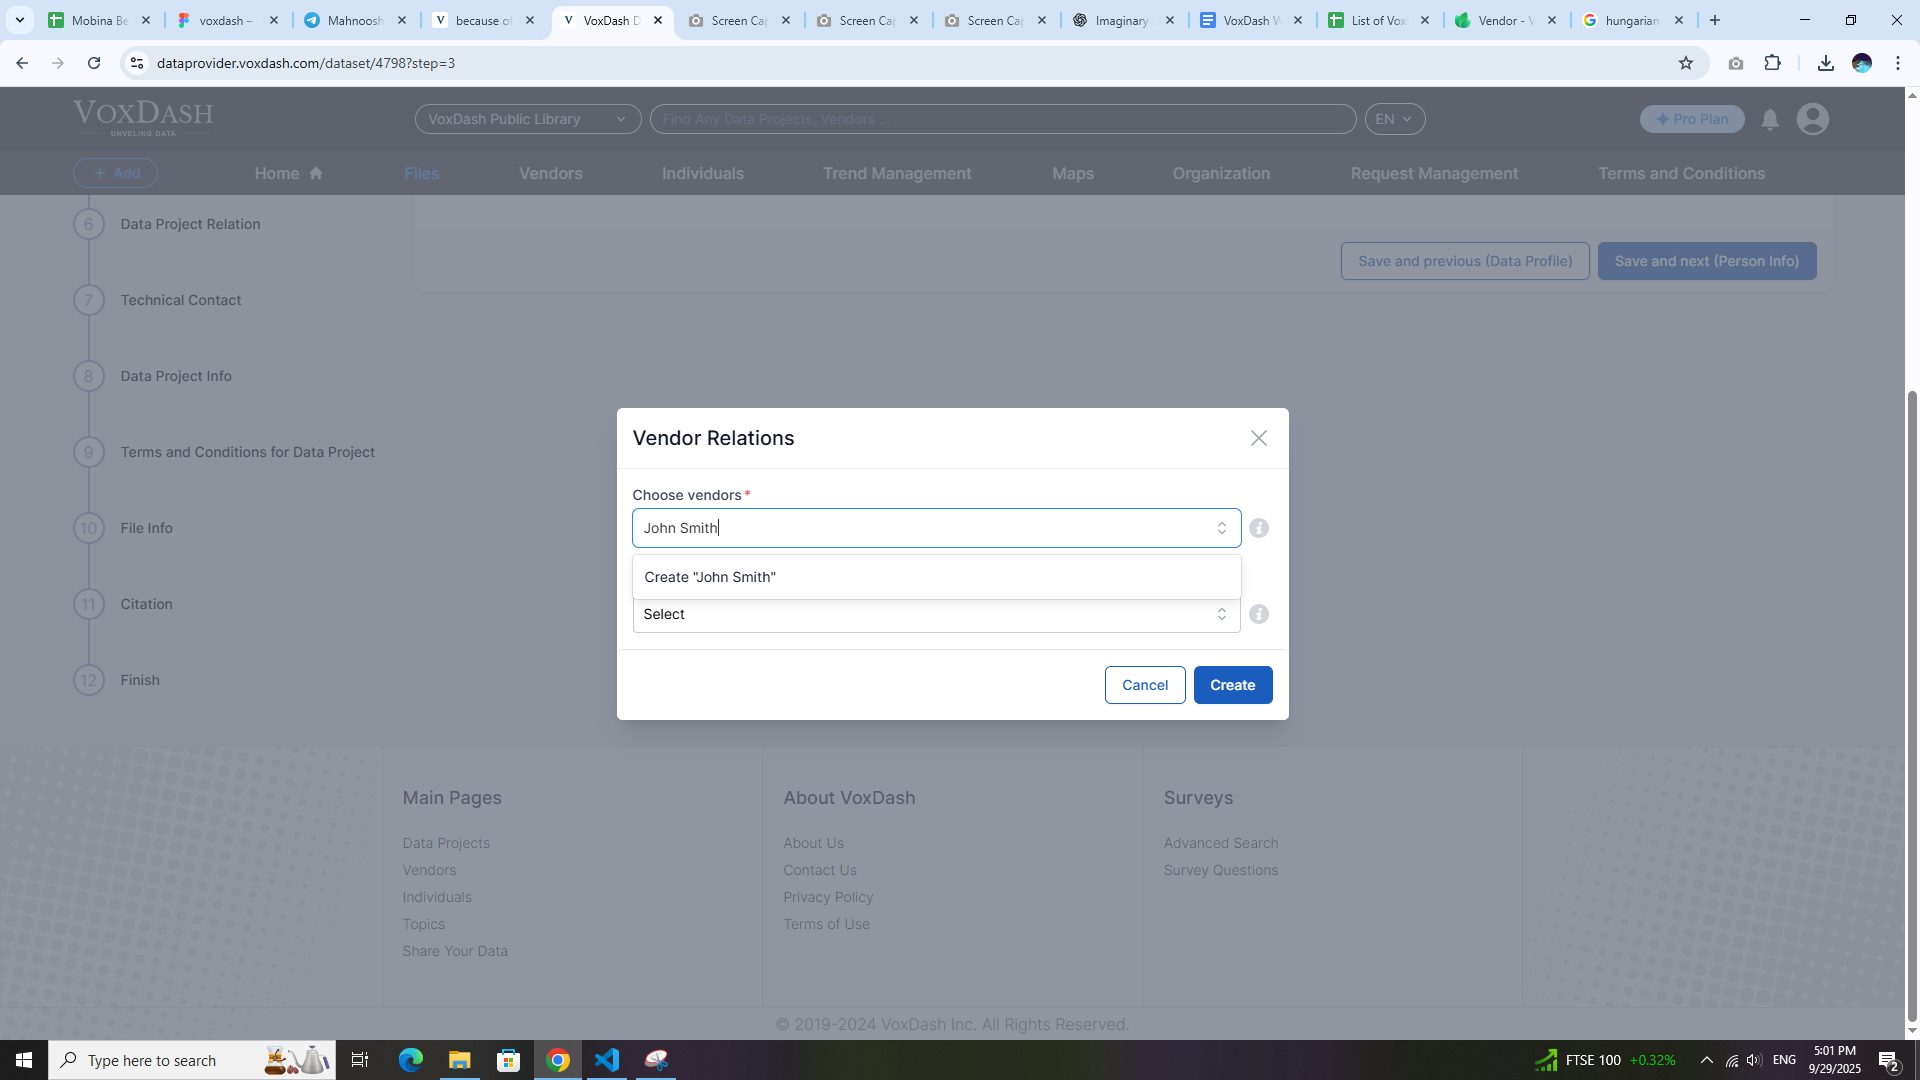 Mobina Be
voxdash –
Mahnoosh
because of
VoxDash D
Screen Cap
Screen Cap
Screen Cap
Imaginary
VoxDash W
List of Vox
Vendor - V
hungarian
dataprovider.voxdash.com/dataset/4798?step=3
VOXDASH
UNVELING DATA
VoxDash Public Library
Find Any Data Projects, Vendors ...
EN
Pro Plan
Add
Home
Files
Vendors
Individuals
Trend Management
Maps
Organization
Request Management
Terms and Conditions
6 Data Project Relation
Save and previous (Data Profile)
Save and next (Person Info)
7 Technical Contact
8 Data Project Info
9 Terms and Conditions for Data Project
10 File Info
11 Citation
12 Finish
Vendor Relations
Choose vendors *
John Smith
Create "John Smith"
Select
Cancel
Create
Main Pages
Data Projects
Vendors
Individuals
Topics
Share Your Data
About VoxDash
About Us
Contact Us
Privacy Policy
Terms of Use
Surveys
Advanced Search
Survey Questions
© 2019-2024 VoxDash Inc. All Rights Reserved.
Type here to search
FTSE 100 +0.32%
ENG
5:01 PM
9/29/2025
2